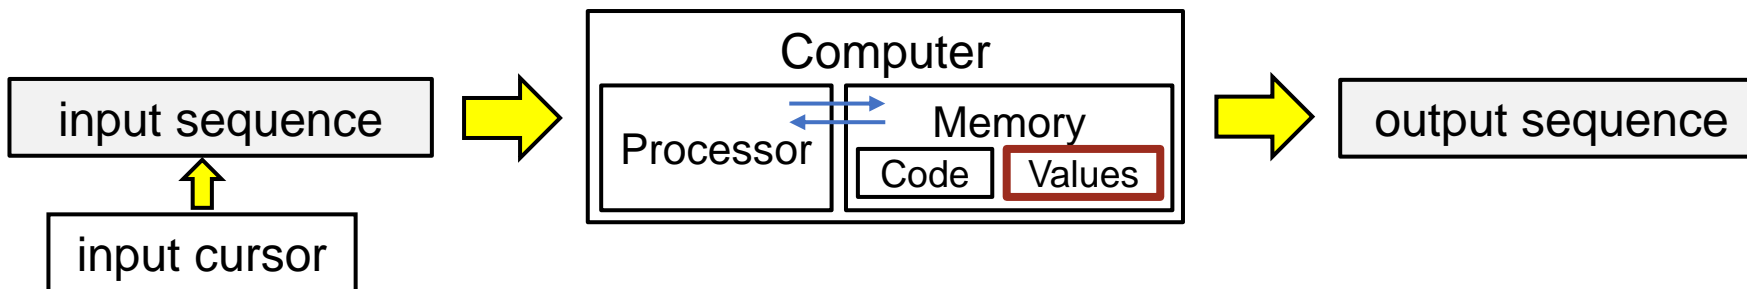 Computer
input sequence
Processor
Memory
Code
Values
output sequence
input cursor